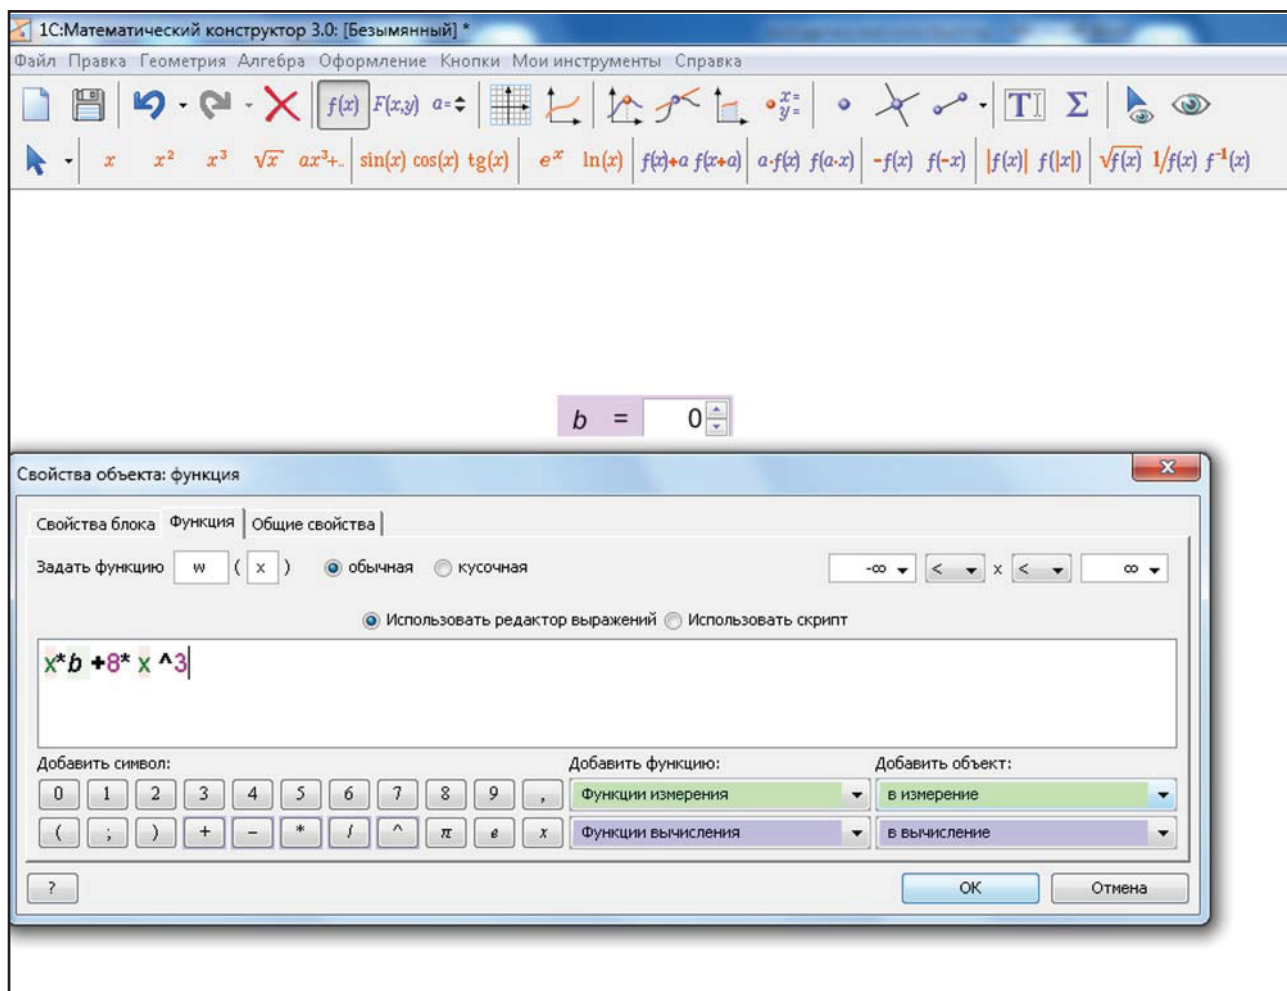 1С:Математический конструктор 3.0: [Безымянный] *
Файл Правка Геометрия Алгебра Оформление Кнопки Мои инструменты Справка
f(x) F(x,y) a= x= y= T Σ
x x² x³ √x ax³+.. sin(x) cos(x) tg(x) eˣ ln(x) f(x)+a f(x+a) a·f(x) f(a·x) -f(x) f(-x) |f(x)| f(|x|) √f(x) 1/f(x) f⁻¹(x)
b = 0
Свойства объекта: функция
Свойства блока Функция Общие свойства
Задать функцию w ( x ) обычная кусочная -∞ < x < ∞
Использовать редактор выражений Использовать скрипт
x*b +8* x ^3
Добавить символ: Добавить функцию: Добавить объект:
0 1 2 3 4 5 6 7 8 9 , Функции измерения в измерение
( ; ) + - * / ^ π e x Функции вычисления в вычисление
? OK Отмена